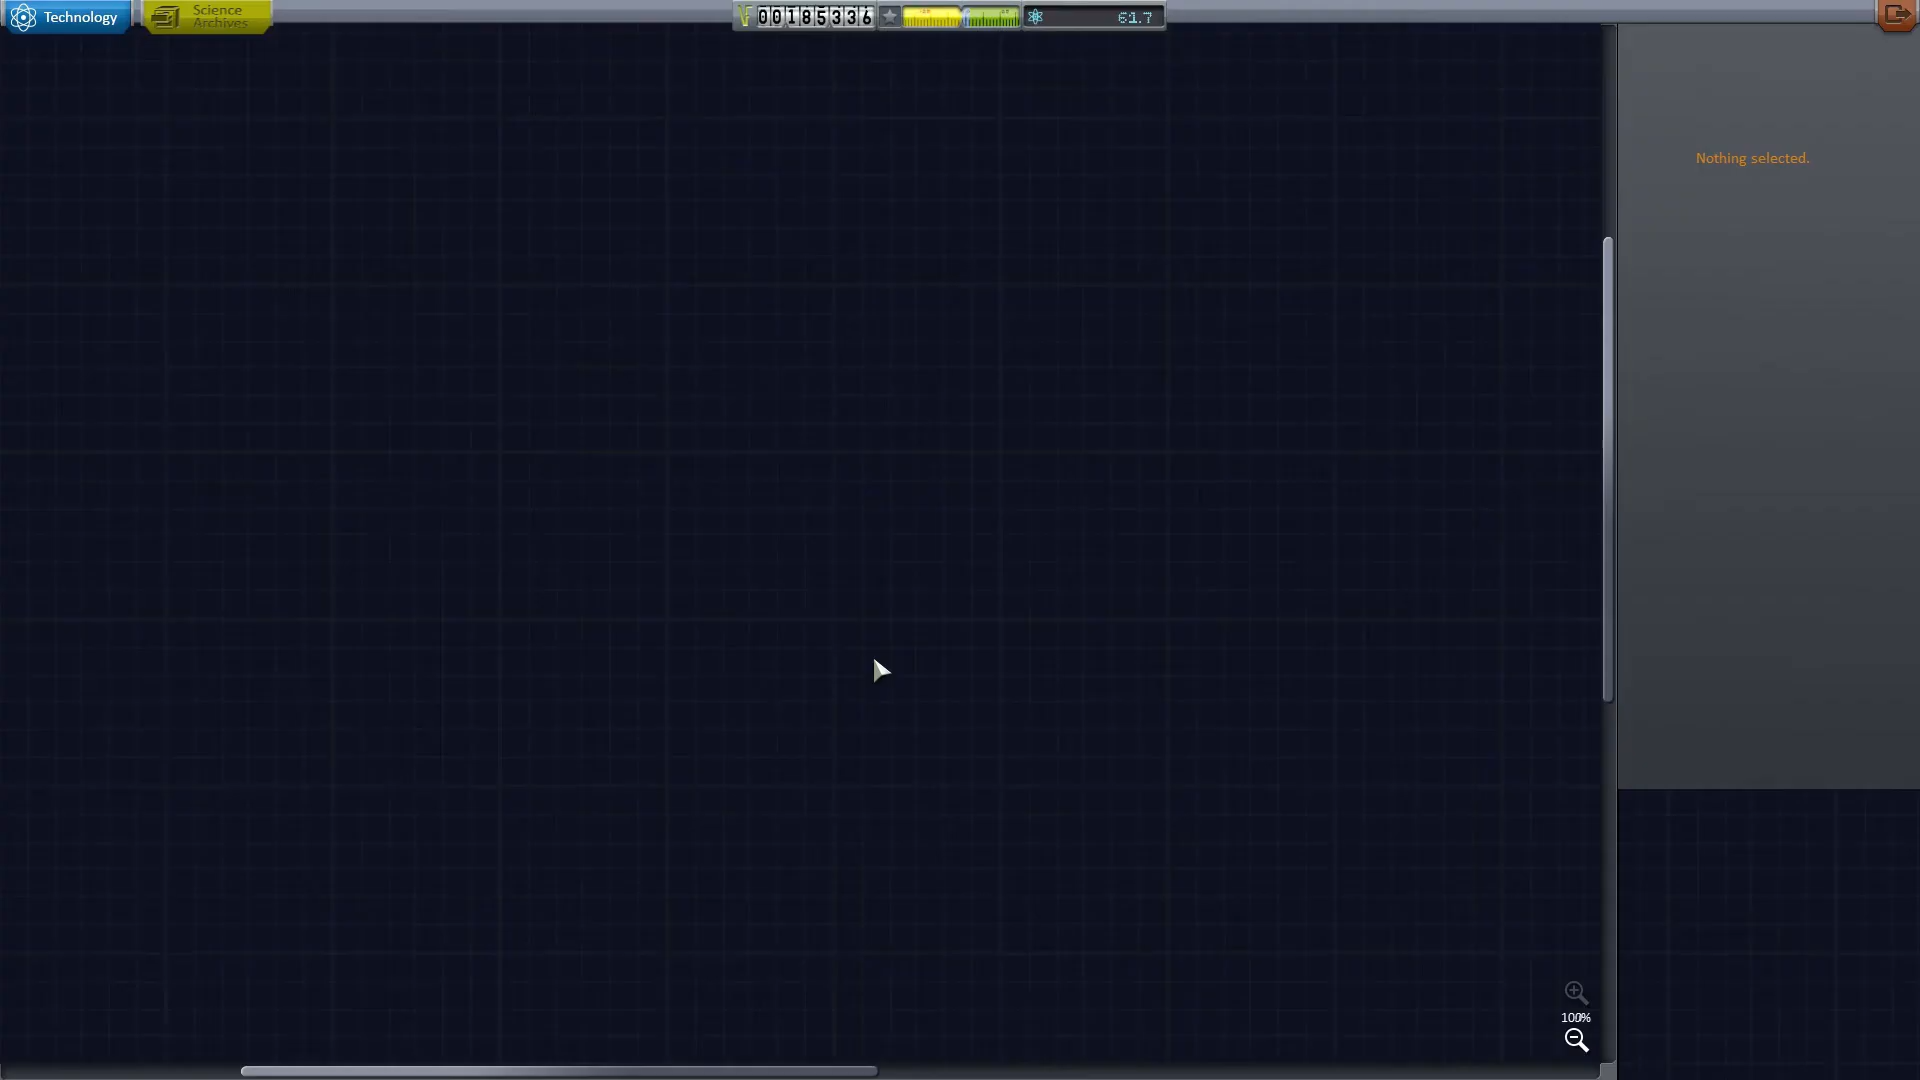 Technology
Science
Archives
00185336
61.7
Nothing selected.
100%